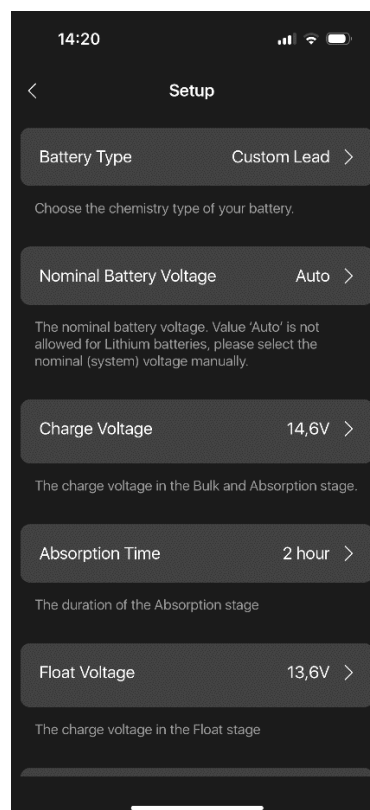 14:20
Setup
Battery Type Custom Lead
Choose the chemistry type of your battery.
Nominal Battery Voltage Auto
The nominal battery voltage. Value 'Auto' is not
allowed for Lithium batteries, please select the
nominal (system) voltage manually.
Charge Voltage 14,6V
The charge voltage in the Bulk and Absorption stage.
Absorption Time 2 hour
The duration of the Absorption stage
Float Voltage 13,6V
The charge voltage in the Float stage